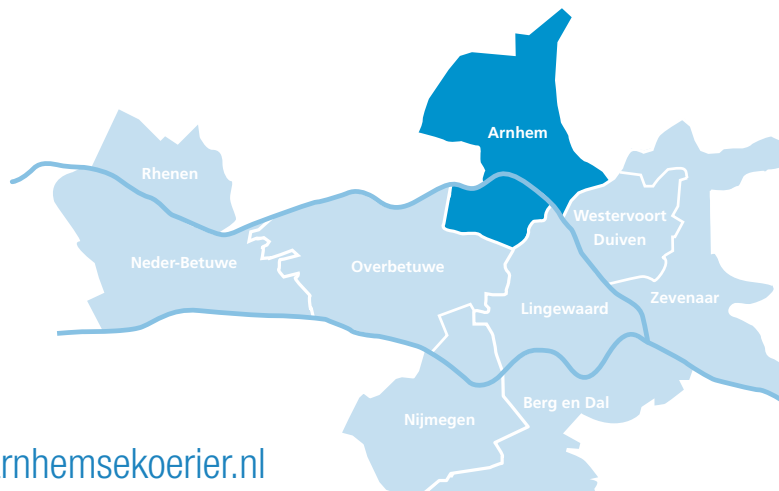 Arnhem
Rhenen
Westervoort
Duiven
Neder-Betuwe
Overbetuwe
Zevenaar
Lingewaard
Berg en Dal
Nijmegen
rnhemsekoerier.nl